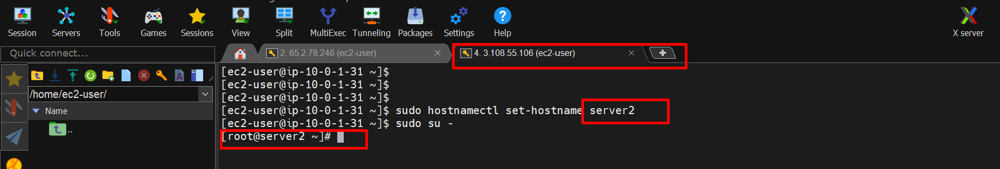 Session
Servers
Tools
Games
Sessions
View
Split
MultiExec
Tunneling
Packages
Settings
Help
X server
Quick connect...
2. 65.2.78.246 (ec2-user)
4. 3.108.55.106 (ec2-user)
/home/ec2-user/
Name
..
[ec2-user@ip-10-0-1-31 ~]$
[ec2-user@ip-10-0-1-31 ~]$
[ec2-user@ip-10-0-1-31 ~]$
[ec2-user@ip-10-0-1-31 ~]$ sudo hostnamectl set-hostname server2
[ec2-user@ip-10-0-1-31 ~]$ sudo su -
[root@server2 ~]#